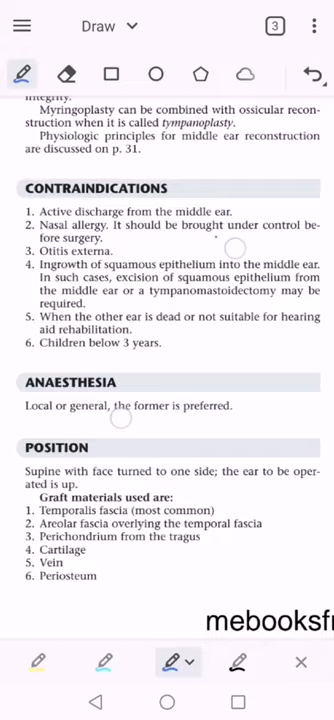 Draw
3
integrity.
Myringoplasty can be combined with ossicular recon-
struction when it is called tympanoplasty.
Physiologic principles for middle ear reconstruction
are discussed on p. 31.
CONTRAINDICATIONS
1. Active discharge from the middle ear.
2. Nasal allergy. It should be brought under control be-
fore surgery.
3. Otitis externa.
4. Ingrowth of squamous epithelium into the middle ear.
In such cases, excision of squamous epithelium from
the middle ear or a tympanomastoidectomy may be
required.
5. When the other ear is dead or not suitable for hearing
aid rehabilitation.
6. Children below 3 years.
ANAESTHESIA
Local or general, the former is preferred.
POSITION
Supine with face turned to one side; the ear to be oper-
ated is up.
Graft materials used are:
1. Temporalis fascia (most common)
2. Areolar fascia overlying the temporal fascia
3. Perichondrium from the tragus
4. Cartilage
5. Vein
6. Periosteum
mebooksfr